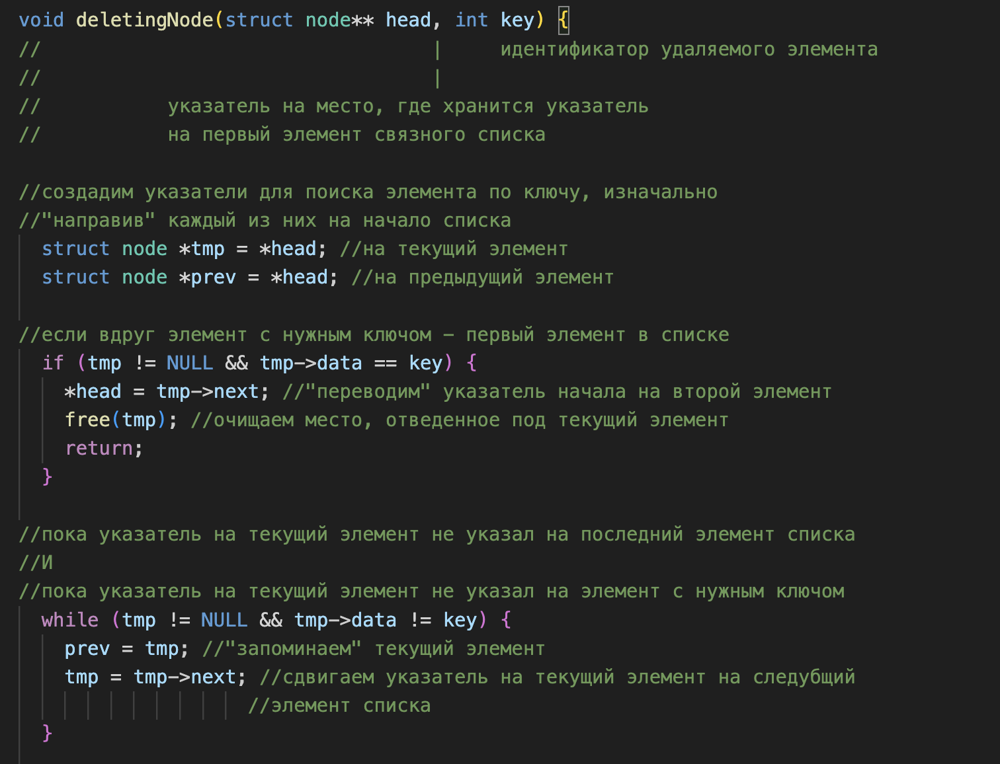 void deletingNode(struct node** head, int key) {
//                                  |     идентификатор удаляемого элемента
//                                  |
//           указатель на место, где хранится указатель
//           на первый элемент связного списка
//создадим указатели для поиска элемента по ключу, изначально
//"направив" каждый из них на начало списка
  struct node *tmp = *head; //на текущий элемент
  struct node *prev = *head; //на предыдущий элемент
//если вдруг элемент с нужным ключом – первый элемент в списке
  if (tmp != NULL && tmp->data == key) {
    *head = tmp->next; //"переводим" указатель начала на второй элемент
    free(tmp); //очищаем место, отведенное под текущий элемент
    return;
  }
//пока указатель на текущий элемент не указал на последний элемент списка
//И
//пока указатель на текущий элемент не указал на элемент с нужным ключом
  while (tmp != NULL && tmp->data != key) {
    prev = tmp; //"запоминаем" текущий элемент
    tmp = tmp->next; //сдвигаем указатель на текущий элемент на следубщий
                    //элемент списка
  }